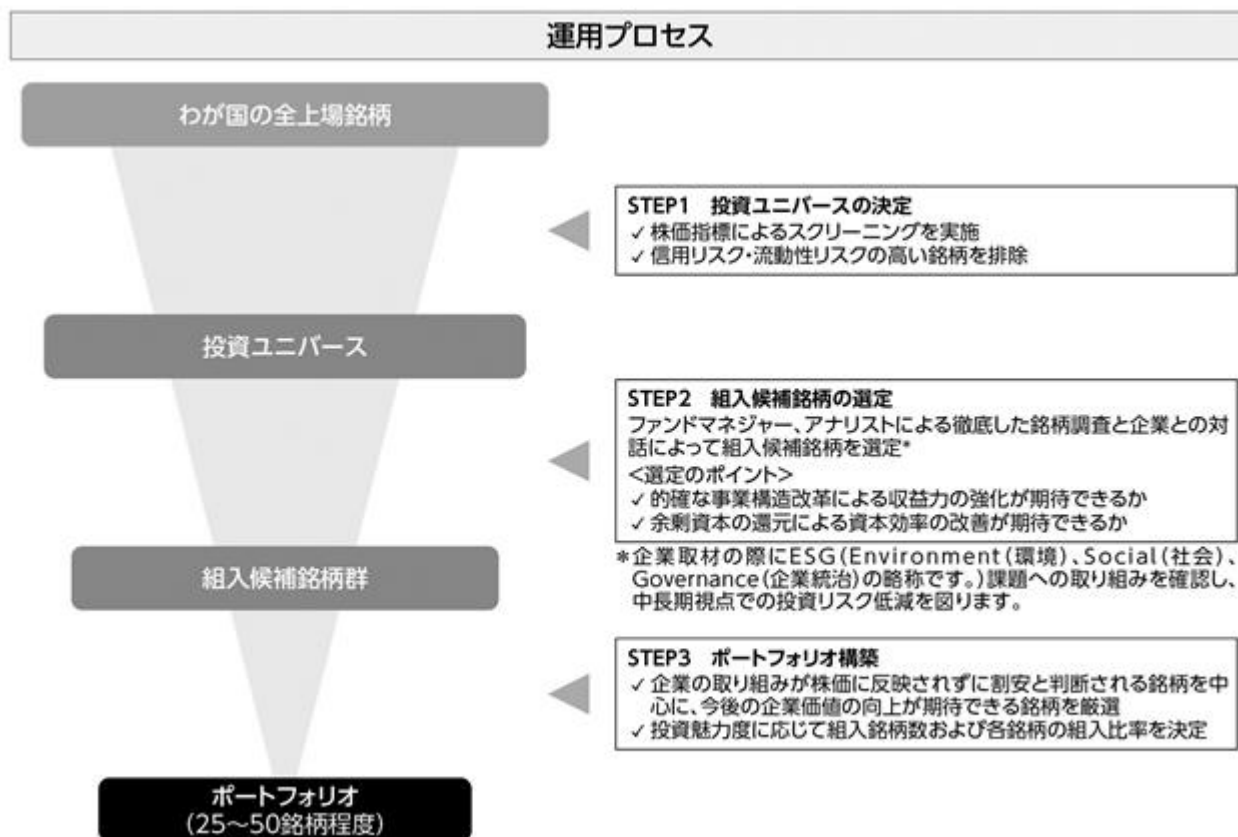 運用プロセス
わが国の全上場銘柄
STEP1 投資ユニバースの決定
✓ 株価指標によるスクリーニングを実施
✓ 信用リスク・流動性リスクの高い銘柄を排除
投資ユニバース
STEP2 組入候補銘柄の選定
ファンドマネジャー、アナリストによる徹底した銘柄調査と企業との対
話によって組入候補銘柄を選定*
<選定のポイント>
✓ 的確な事業構造改革による収益力の強化が期待できるか
✓ 余剰資本の還元による資本効率の改善が期待できるか
*企業取材の際にESG(Environment(環境)、Social(社会)、
Governance(企業統治)の略称です。)課題への取り組みを確認し、
中長期視点での投資リスク低減を図ります。
組入候補銘柄群
STEP3 ポートフォリオ構築
✓ 企業の取り組みが株価に反映されずに割安と判断される銘柄を中
心に、今後の企業価値の向上が期待できる銘柄を厳選
✓ 投資魅力度に応じて組入銘柄数および各銘柄の組入比率を決定
ポートフォリオ
(25~50銘柄程度)